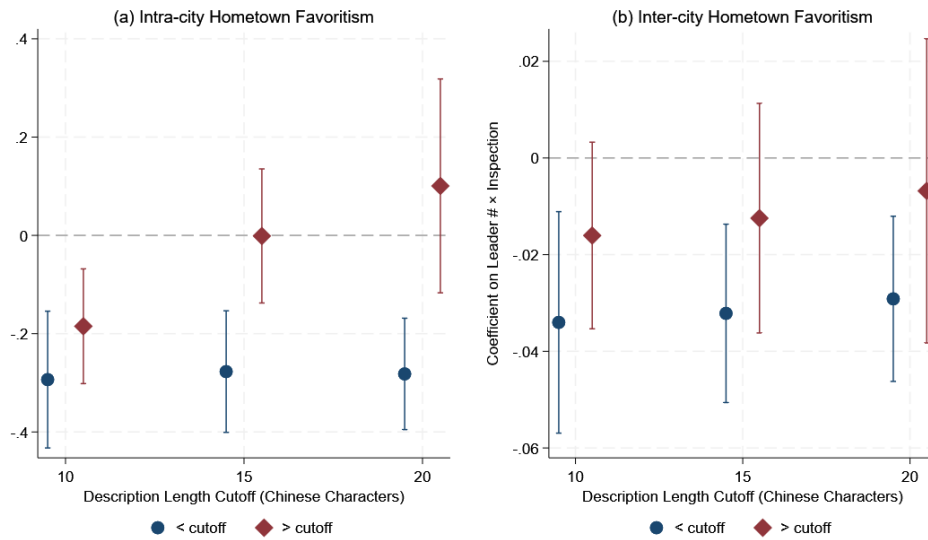 (a) Intra-city Hometown Favoritism
.4
.2
0
-.2
-.4
10
15
20
Description Length Cutoff (Chinese Characters)
< cutoff
> cutoff
(b) Inter-city Hometown Favoritism
Coefficient on Leader # × Inspection
.02
0
-.02
-.04
-.06
10
15
20
Description Length Cutoff (Chinese Characters)
< cutoff
> cutoff